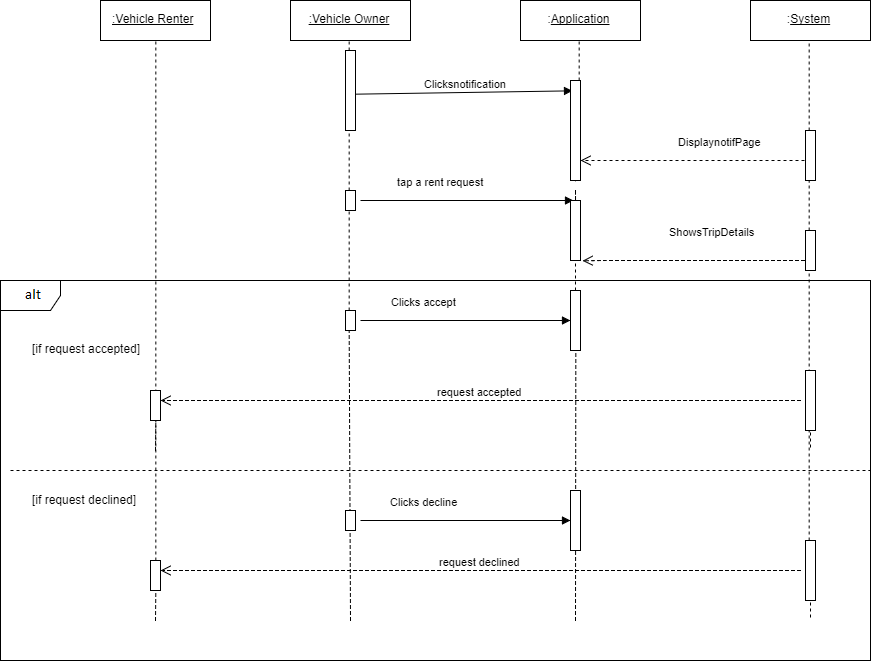 :Vehicle Renter
:Vehicle Owner
:Application
:System
Clicksnotification
DisplaynotifPage
tap a rent request
ShowsTripDetails
alt
Clicks accept
[if request accepted]
request accepted
[if request declined]
Clicks decline
request declined